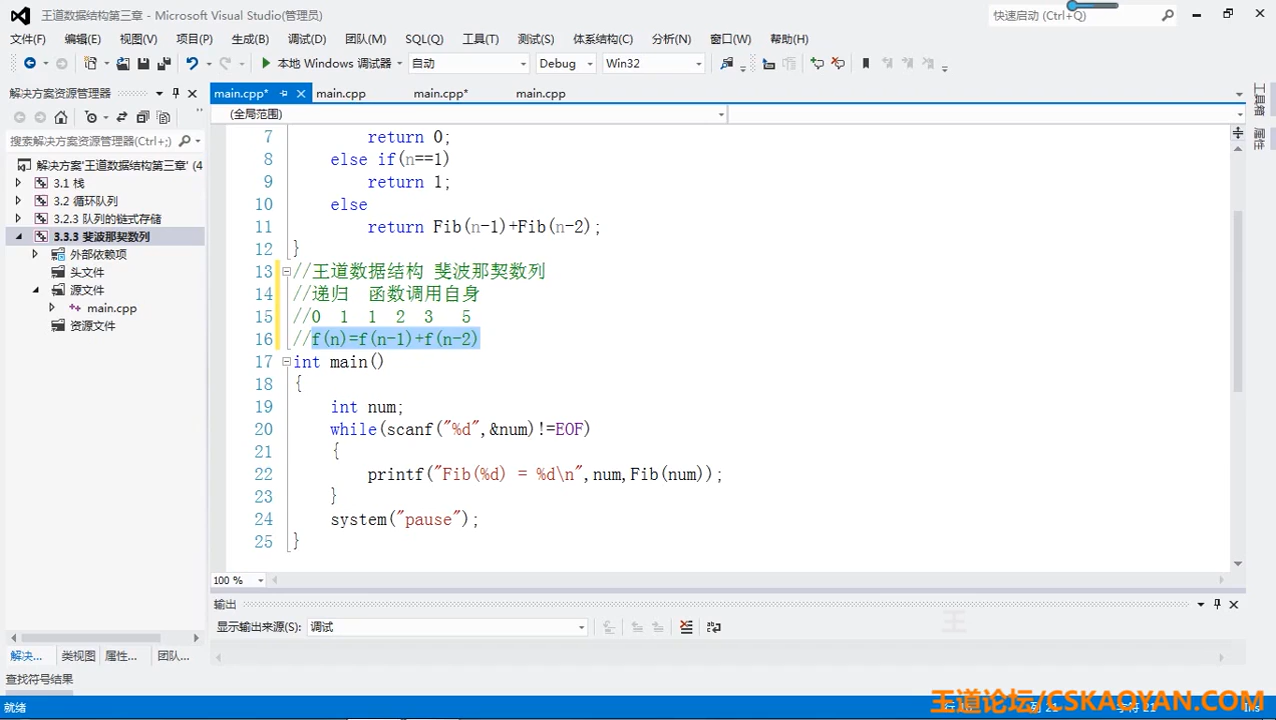 王道数据结构第三章 - Microsoft Visual Studio(管理员)
快速启动 (Ctrl+Q)
文件(F) 编辑(E) 视图(V) 项目(P) 生成(B) 调试(D) 团队(M) SQL(Q) 工具(T) 测试(S) 体系结构(C) 分析(N) 窗口(W) 帮助(H)
本地 Windows 调试器 自动 Debug Win32
解决方案资源管理器
main.cpp* main.cpp main.cpp* main.cpp
(全局范围)
搜索解决方案资源管理器(Ctrl+;)
解决方案'王道数据结构第三章' (4
3.1 栈
3.2 循环队列
3.2.3 队列的链式存储
3.3.3 斐波那契数列
外部依赖项
头文件
源文件
main.cpp
资源文件
7 return 0;
8 else if(n==1)
9 return 1;
10 else
11 return Fib(n-1)+Fib(n-2);
12 }
13 //王道数据结构 斐波那契数列
14 //递归 函数调用自身
15 //0 1 1 2 3 5
16 //f(n)=f(n-1)+f(n-2)
17 int main()
18 {
19 int num;
20 while(scanf("%d",&num)!=EOF)
21 {
22 printf("Fib(%d) = %d\n",num,Fib(num));
23 }
24 system("pause");
25 }
工具箱
属性
100 %
输出
显示输出来源(S): 调试
解决... 类视图 属性... 团队...
查找符号结果
就绪
王
王道论坛/CSKAOYAN.COM